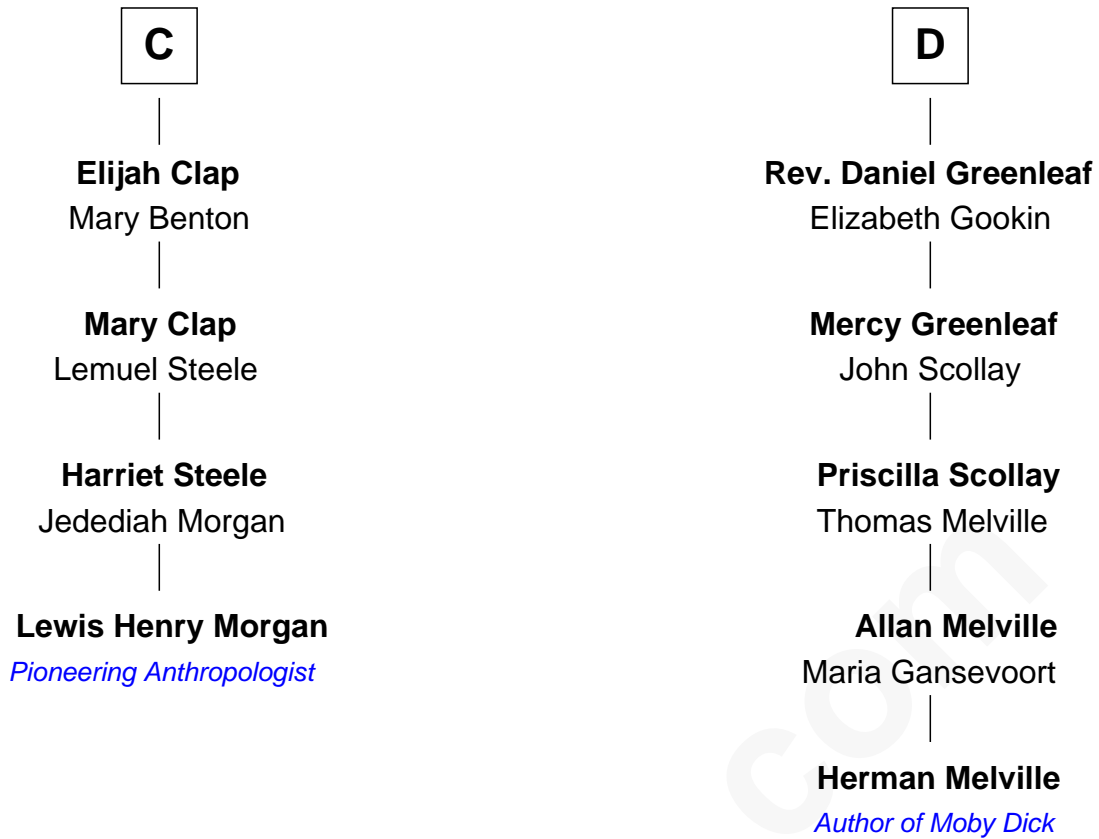 C
Elijah Clap
Mary Benton
Mary Clap
Lemuel Steele
Harriet Steele
Jedediah Morgan
Lewis Henry Morgan
Pioneering Anthropologist
D
Rev. Daniel Greenleaf
Elizabeth Gookin
Mercy Greenleaf
John Scollay
Priscilla Scollay
Thomas Melville
Allan Melville
Maria Gansevoort
Herman Melville
Author of Moby Dick
com